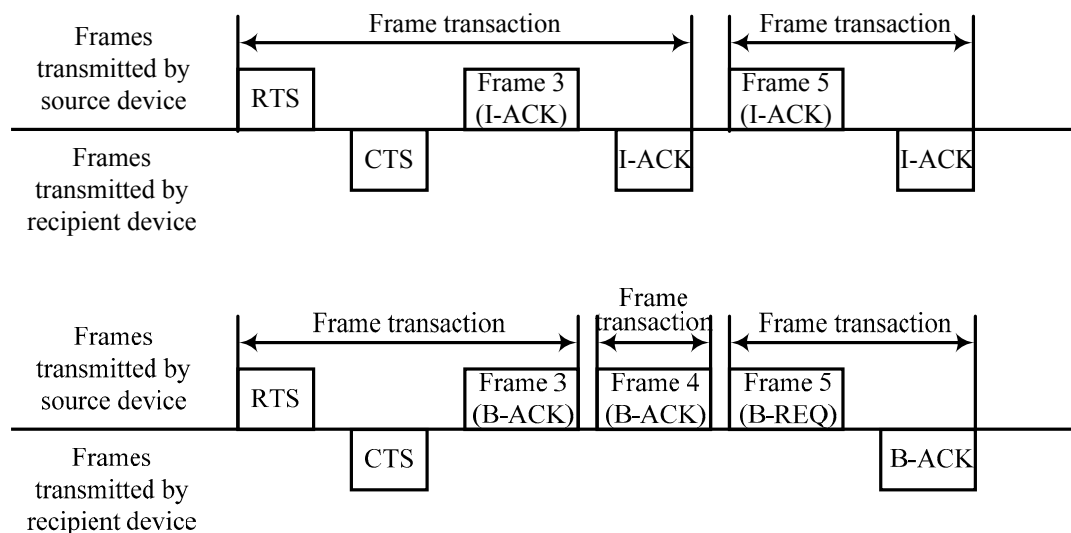 Frames
transmitted by
source device
Frame transaction
Frame transaction
RTS
Frame 3
(I-ACK)
Frame 5
(I-ACK)
Frames
transmitted by
recipient device
CTS
I-ACK
I-ACK
Frames
transmitted by
source device
Frame transaction
Frame
transaction
Frame transaction
RTS
Frame 3
(B-ACK)
Frame 4
(B-ACK)
Frame 5
(B-REQ)
Frames
transmitted by
recipient device
CTS
B-ACK